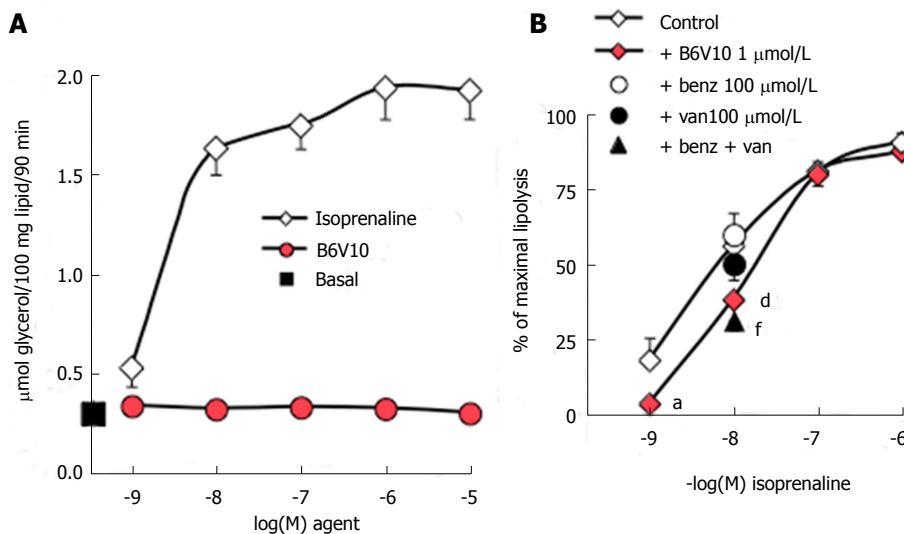 A
μmol glycerol/100 mg lipid/90 min
2.0
1.5
1.0
0.5
0.0
Isoprenaline
B6V10
Basal
-9 -8 -7 -6 -5
log(M) agent
B
Control
+ B6V10 1 μmol/L
+ benz 100 μmol/L
+ van100 μmol/L
+ benz + van
% of maximal lipolysis
100
75
50
25
0
d
f
a
-9 -8 -7 -6
-log(M) isoprenaline